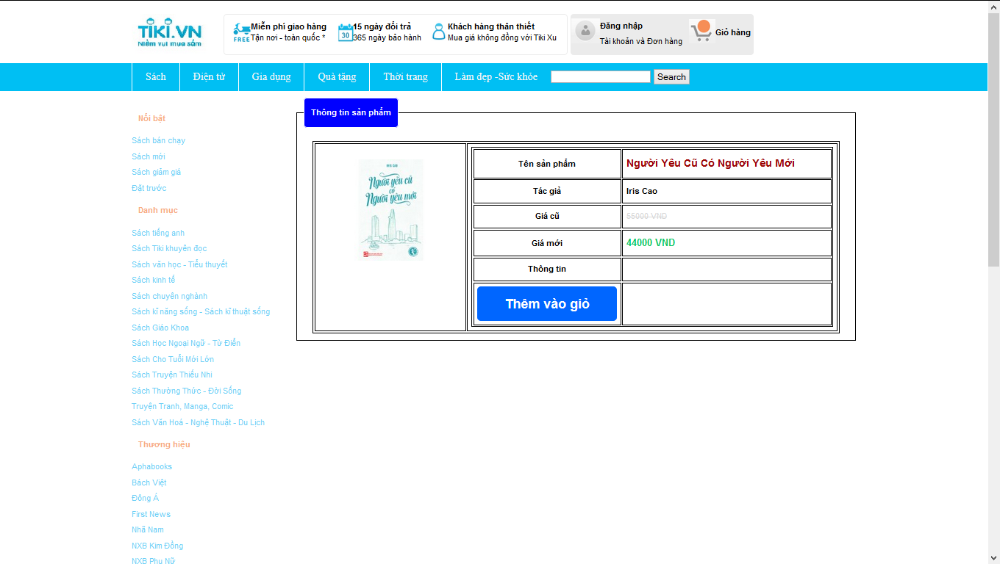 TIKI.VN
Niềm vui mua sắm
FREE
Miễn phí giao hàng
Tận nơi - toàn quốc *
30
15 ngày đổi trả
365 ngày bảo hành
Khách hàng thân thiết
Mua giá không đồng với Tiki Xu
Đăng nhập
Tài khoản và Đơn hàng
Giỏ hàng
Sách
Điện tử
Gia dụng
Quà tặng
Thời trang
Làm đẹp -Sức khỏe
Search
Nổi bật
Sách bán chạy
Sách mới
Sách giảm giá
Đặt trước
Danh mục
Sách tiếng anh
Sách Tiki khuyên đọc
Sách văn học - Tiểu thuyết
Sách kinh tế
Sách chuyên nghành
Sách kĩ năng sống - Sách kĩ thuật sống
Sách Giáo Khoa
Sách Học Ngoại Ngữ - Từ Điển
Sách Cho Tuổi Mới Lớn
Sách Truyện Thiếu Nhi
Sách Thường Thức - Đời Sống
Truyện Tranh, Manga, Comic
Sách Văn Hoá - Nghệ Thuật - Du Lịch
Thương hiệu
Aphabooks
Bách Việt
Đông Á
First News
Nhã Nam
NXB Kim Đồng
NXB Phụ Nữ
Thông tin sản phẩm
IRIS CAO
Người yêu cũ
có
Người yêu mới
Tên sản phẩm
Người Yêu Cũ Có Người Yêu Mới
Tác giả
Iris Cao
Giá cũ
55000 VND
Giá mới
44000 VND
Thông tin
Thêm vào giỏ